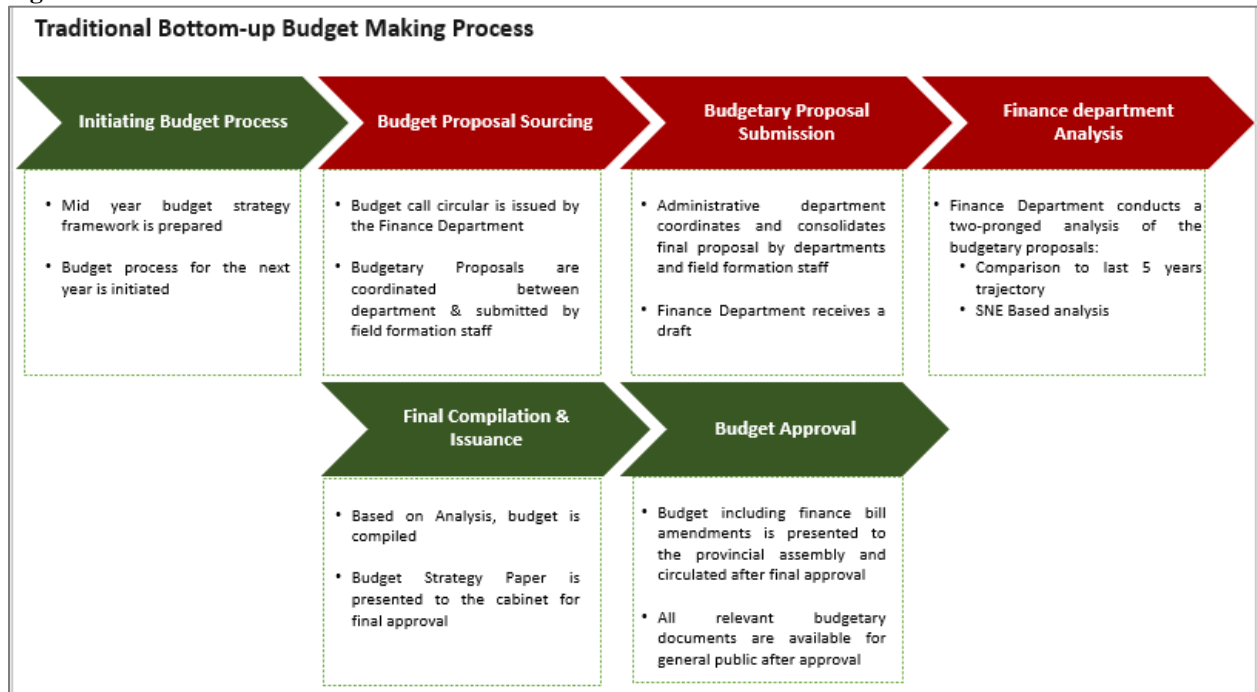 Traditional Bottom-up Budget Making Process
Initiating Budget Process
Budget Proposal Sourcing
Budgetary Proposal
Submission
Finance department
Analysis
• Mid year budget strategy
framework is prepared
• Budget process for the next
year is initiated
• Budget call circular is issued by
the Finance Department
• Budgetary Proposals are
coordinated between
department & submitted by
field formation staff
• Administrative department
coordinates and consolidates
final proposal by departments
and field formation staff
• Finance Department receives a
draft
• Finance Department conducts a
two-pronged analysis of the
budgetary proposals:
• Comparison to last 5 years
trajectory
• SNE Based analysis
Final Compilation &
Issuance
Budget Approval
• Based on Analysis, budget is
compiled
• Budget Strategy Paper is
presented to the cabinet for
final approval
• Budget including finance bill
amendments is presented to
the provincial assembly and
circulated after final approval
• All relevant budgetary
documents are available for
general public after approval